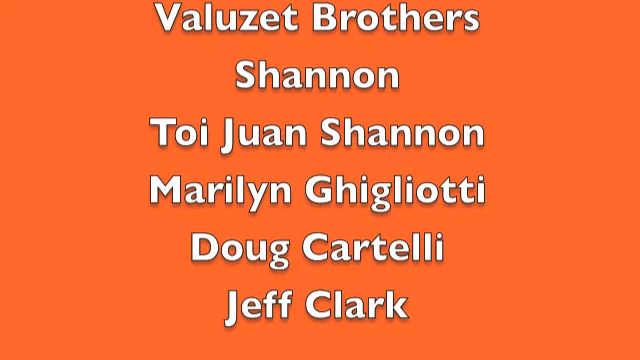 Valuzet Brothers
Shannon
Toi Juan Shannon
Marilyn Ghigliotti
Doug Cartelli
Jeff Clark